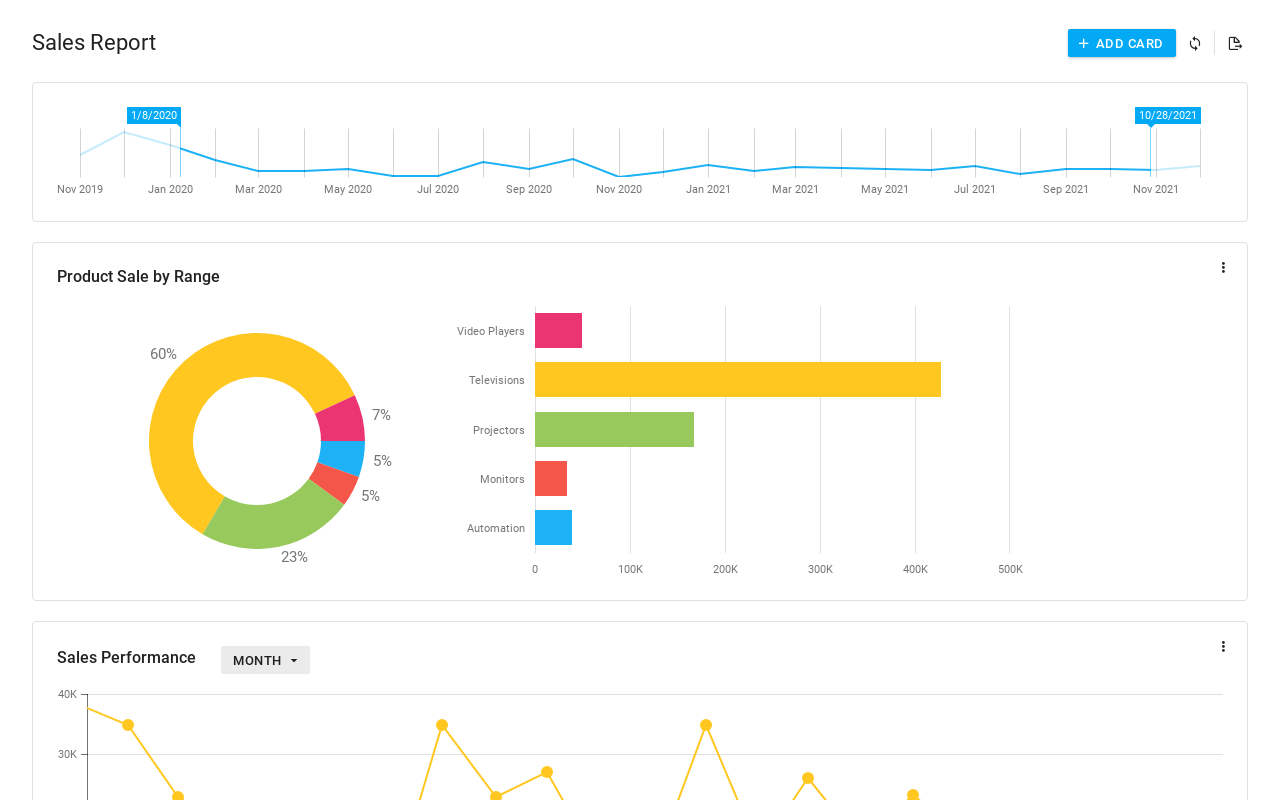 Sales Report
+ ADD CARD
1/8/2020
10/28/2021
Nov 2019 Jan 2020 Mar 2020 May 2020 Jul 2020 Sep 2020 Nov 2020 Jan 2021 Mar 2021 May 2021 Jul 2021 Sep 2021 Nov 2021
Product Sale by Range
60%
7%
5%
5%
23%
Video Players
Televisions
Projectors
Monitors
Automation
0 100K 200K 300K 400K 500K
Sales Performance
MONTH
40K
30K